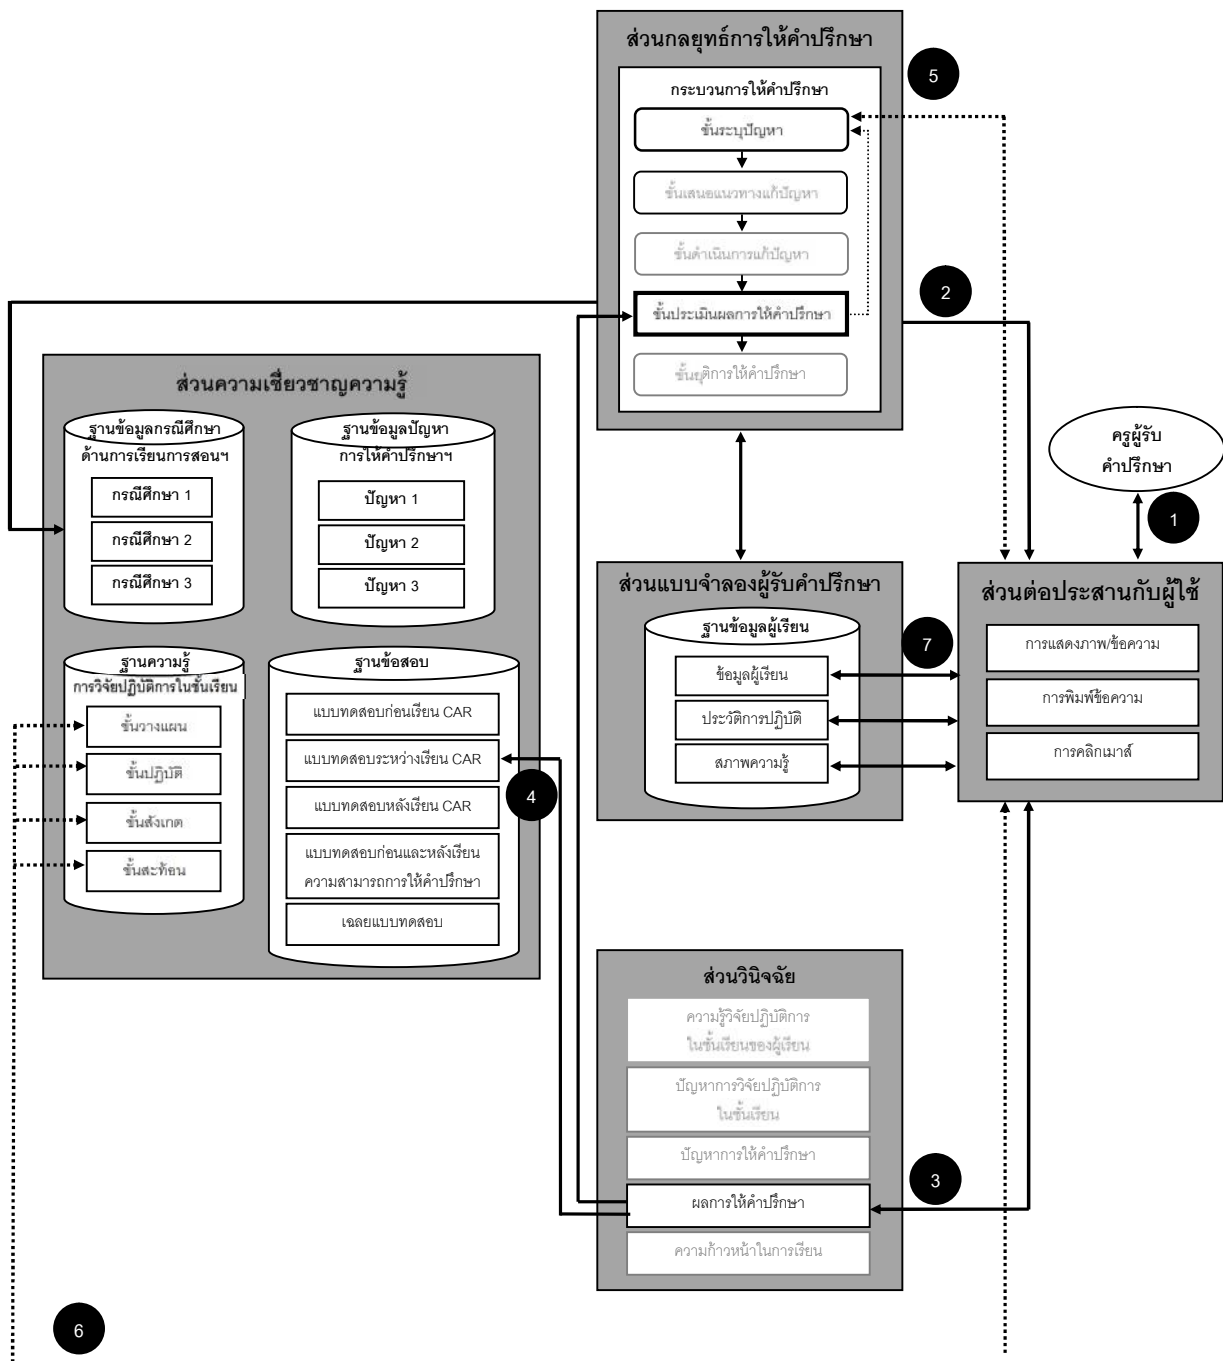 ส่วนกลยุทธ์การให้คำปรึกษา
กระบวนการให้คำปรึกษา
ขั้นระบุปัญหา
ขั้นเสนอแนวทางแก้ปัญหา
ขั้นดำเนินการแก้ปัญหา
ขั้นประเมินผลการให้คำปรึกษา
ขั้นยุติการให้คำปรึกษา
5
2
ส่วนความเชี่ยวชาญความรู้
ฐานข้อมูลกรณีศึกษา
ด้านการเรียนการสอนฯ
กรณีศึกษา 1
กรณีศึกษา 2
กรณีศึกษา 3
ฐานข้อมูลปัญหา
การให้คำปรึกษาฯ
ปัญหา 1
ปัญหา 2
ปัญหา 3
ฐานความรู้
การวิจัยปฏิบัติการในชั้นเรียน
ขั้นวางแผน
ขั้นปฏิบัติ
ขั้นสังเกต
ขั้นสะท้อน
ฐานข้อสอบ
แบบทดสอบก่อนเรียน CAR
แบบทดสอบระหว่างเรียน CAR
แบบทดสอบหลังเรียน CAR
แบบทดสอบก่อนและหลังเรียน
ความสามารถการให้คำปรึกษา
เฉลยแบบทดสอบ
4
ครูผู้รับ
คำปรึกษา
1
ส่วนแบบจำลองผู้รับคำปรึกษา
ฐานข้อมูลผู้เรียน
ข้อมูลผู้เรียน
ประวัติการปฏิบัติ
สภาพความรู้
7
ส่วนต่อประสานกับผู้ใช้
การแสดงภาพ/ข้อความ
การพิมพ์ข้อความ
การคลิกเมาส์
ส่วนวินิจฉัย
ความรู้วิจัยปฏิบัติการ
ในชั้นเรียนของผู้เรียน
ปัญหาการวิจัยปฏิบัติการ
ในชั้นเรียน
ปัญหาการให้คำปรึกษา
ผลการให้คำปรึกษา
ความก้าวหน้าในการเรียน
3
6